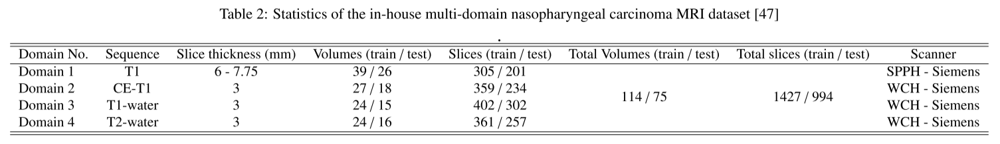 Table 2: Statistics of the in-house multi-domain nasopharyngeal carcinoma MRI dataset [47]
.
Domain No. Sequence Slice thickness (mm) Volumes (train / test) Slices (train / test) Total Volumes (train / test) Total slices (train / test) Scanner
Domain 1 T1 6 - 7.75 39 / 26 305 / 201 SPPH - Siemens
Domain 2 CE-T1 3 27 / 18 359 / 234 WCH - Siemens
114 / 75 1427 / 994
Domain 3 T1-water 3 24 / 15 402 / 302 WCH - Siemens
Domain 4 T2-water 3 24 / 16 361 / 257 WCH - Siemens